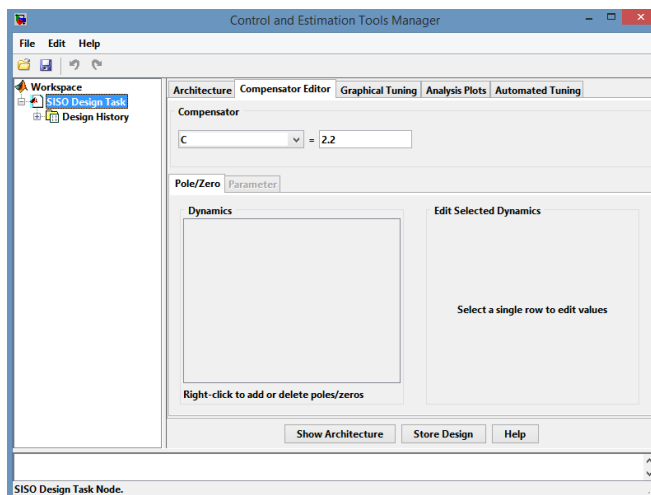 Control and Estimation Tools Manager
File Edit Help
Workspace
SISO Design Task
Design History
Architecture Compensator Editor Graphical Tuning Analysis Plots Automated Tuning
Compensator
C = 2.2
Pole/Zero Parameter
Dynamics Edit Selected Dynamics
Select a single row to edit values
Right-click to add or delete poles/zeros
Show Architecture Store Design Help
SISO Design Task Node.